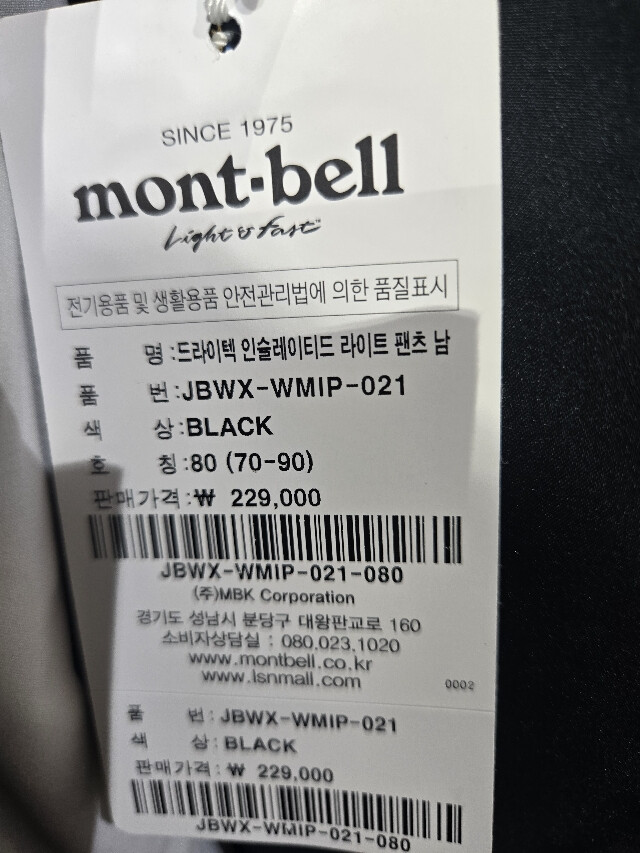 SINCE 1975
mont-bell
Light & Fast
전기용품 및 생활용품 안전관리법에 의한 품질표시
품 명 : 드라이텍 인슐레이티드 라이트 팬츠 남
품 번 : JBWX-WMIP-021
색 상 : BLACK
호 칭 : 80 (70-90)
판매가격 : ₩ 229,000
JBWX-WMIP-021-080
(주)MBK Corporation
경기도 성남시 분당구 대왕판교로 160
소비자상담실 : 080.023.1020
www.montbell.co.kr
www.lsnmall.com
0002
품 번 : JBWX-WMIP-021
색 상 : BLACK
판매가격 : ₩ 229,000
JBWX-WMIP-021-080